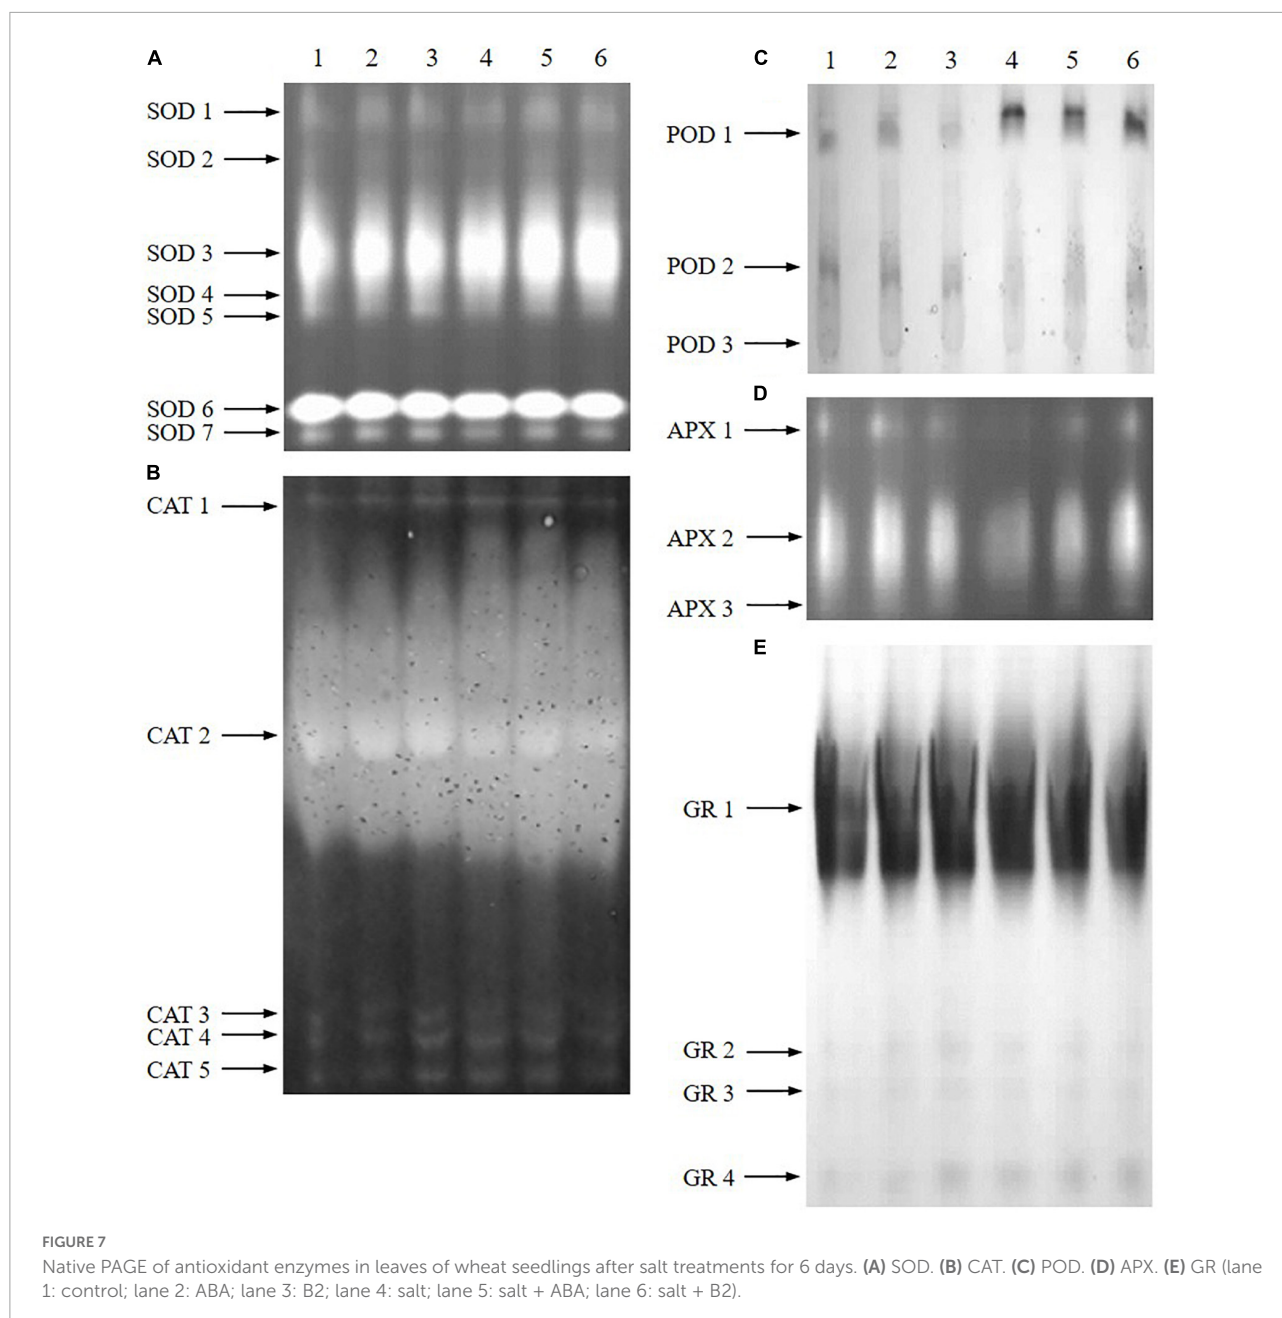 A
1 2 3 4 5 6
SOD 1
SOD 2
SOD 3
SOD 4
SOD 5
SOD 6
SOD 7
B
CAT 1
CAT 2
CAT 3
CAT 4
CAT 5
C
1 2 3 4 5 6
POD 1
POD 2
POD 3
D
APX 1
APX 2
APX 3
E
GR 1
GR 2
GR 3
GR 4
FIGURE 7
Native PAGE of antioxidant enzymes in leaves of wheat seedlings after salt treatments for 6 days. (A) SOD. (B) CAT. (C) POD. (D) APX. (E) GR (lane
1: control; lane 2: ABA; lane 3: B2; lane 4: salt; lane 5: salt + ABA; lane 6: salt + B2).